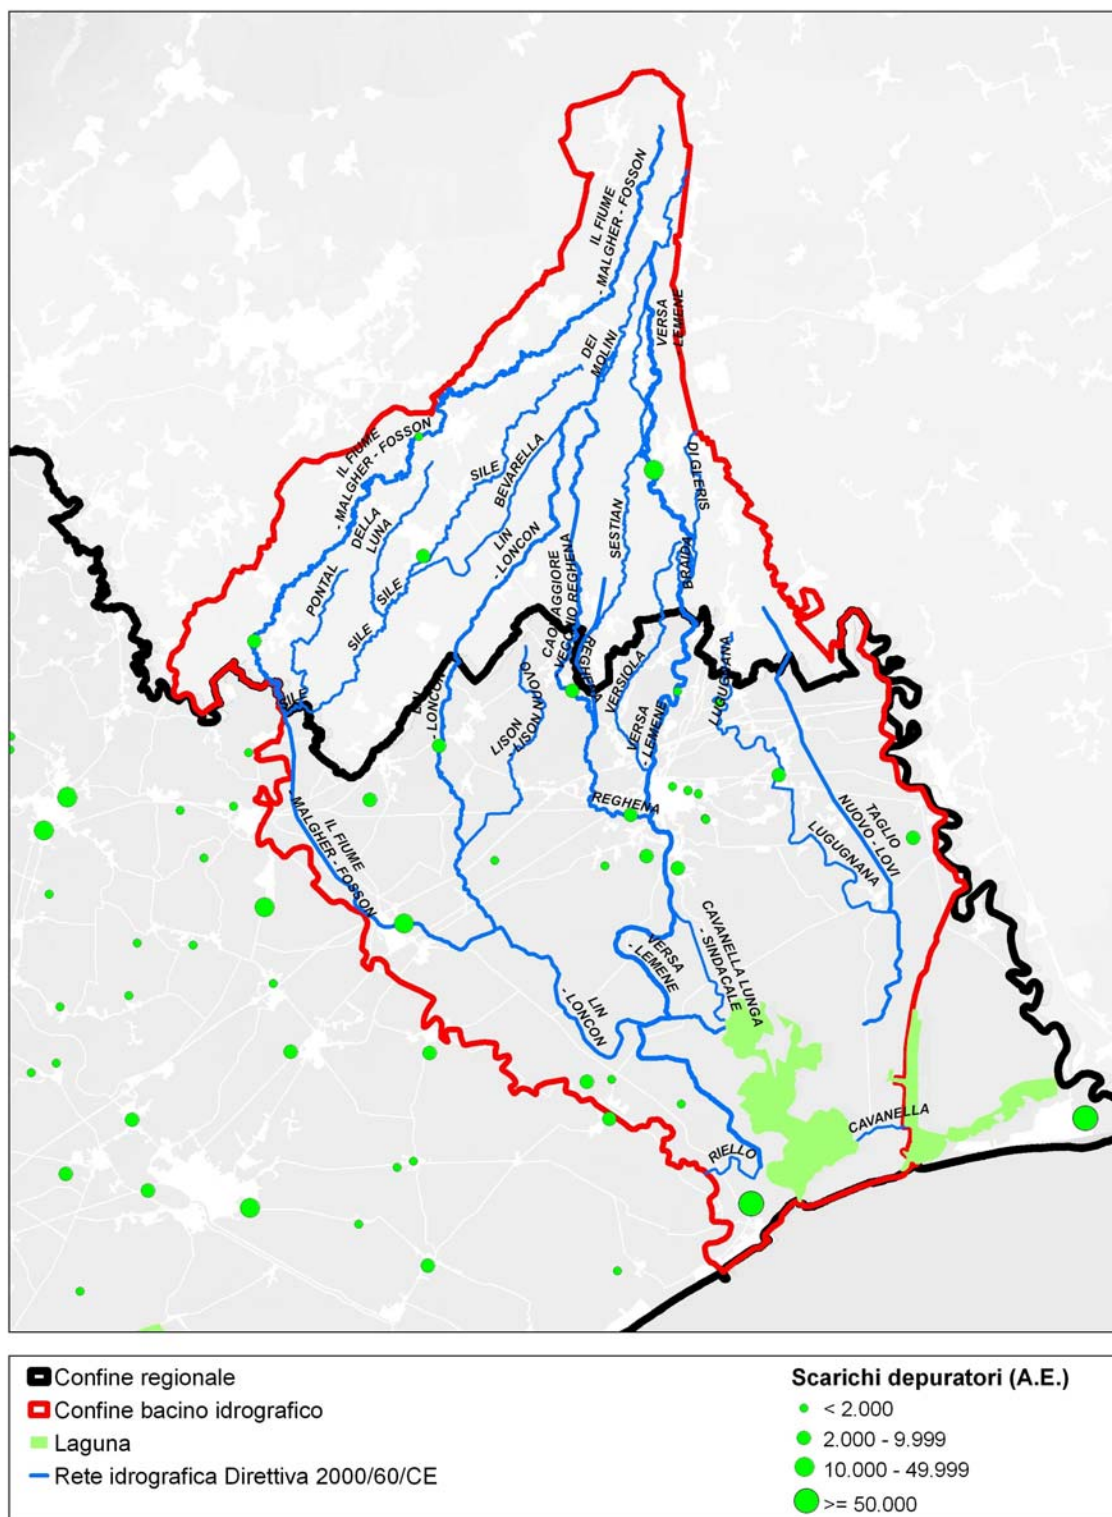 IL FIUME
- MALGHER - FOSSON
VERSA
LEMENE
DEI
MOLINI
IL FIUME
- MALGHER - FOSSON
DI GLERIS
SILE
BEVARELLA
DELLA
LUNA
LIN
- LONCON
SESTIAN
BRAIDA
PONTAL
SILE
CAOMAGGIORE
VECCHIO REGHENA
SILE
REGHENA
VERSIOLA
LUGUGNANA
SILE
LIN
- LONCON
LISON
- LISON NUOVO
VERSA
- LEMENE
REGHENA
TAGLIO
NUOVO - LOVI
IL FIUME
- MALGHER - FOSSON
LUGUGNANA
CAVANELLA LUNGA
- SINDACALE
VERSA
- LEMENE
LIN
- LONCON
CAVANELLA
RIELLO
Confine regionale
Confine bacino idrografico
Laguna
Rete idrografica Direttiva 2000/60/CE
Scarichi depuratori (A.E.)
< 2.000
2.000 - 9.999
10.000 - 49.999
>= 50.000